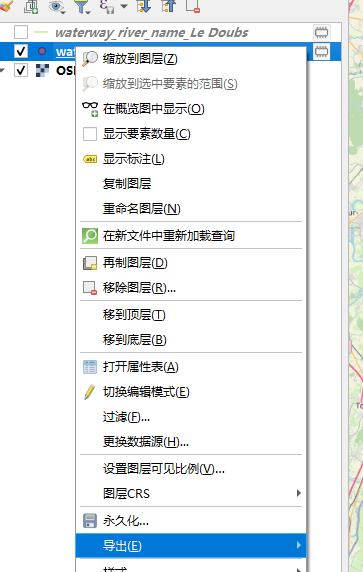 waterway_river_name_Le Doubs
wat
OS
缩放到图层(Z)
缩放到选中要素的范围(S)
在概览图中显示(O)
显示要素数量(C)
abc 显示标注(L)
复制图层
重命名图层(N)
在新文件中重新加载查询
再制图层(D)
移除图层(R)...
移到顶层(T)
移到底层(B)
打开属性表(A)
切换编辑模式(E)
过滤(F)...
更换数据源(H)...
设置图层可见比例(V)...
图层CRS
永久化...
导出(E)
样式